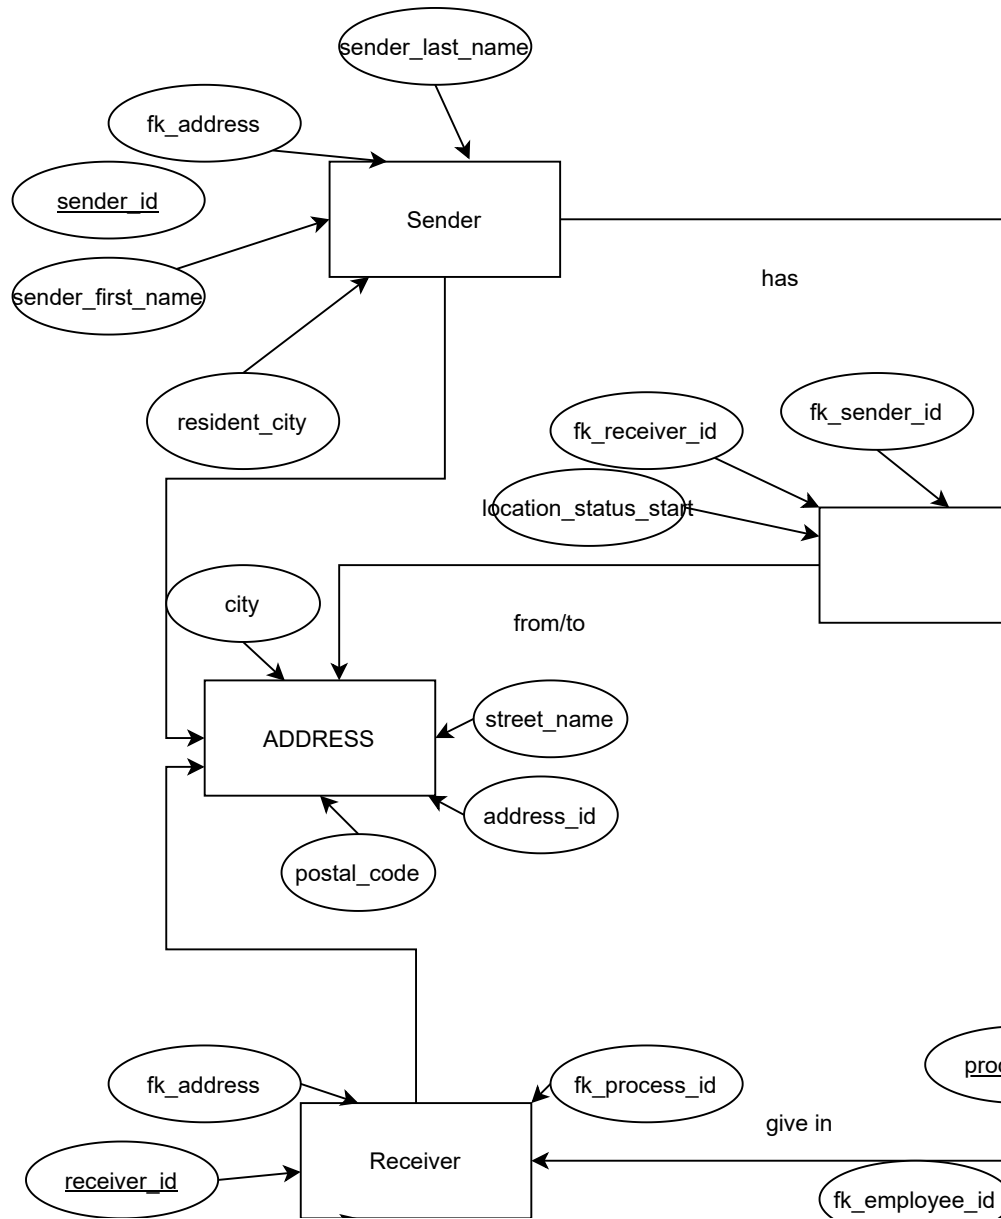 sender_last_name
fk_address
sender_id
Sender
sender_first_name
has
resident_city
fk_receiver_id
fk_sender_id
location_status_start
city
from/to
street_name
ADDRESS
address_id
postal_code
fk_address
fk_process_id
give in
Receiver
receiver_id
fk_employee_id